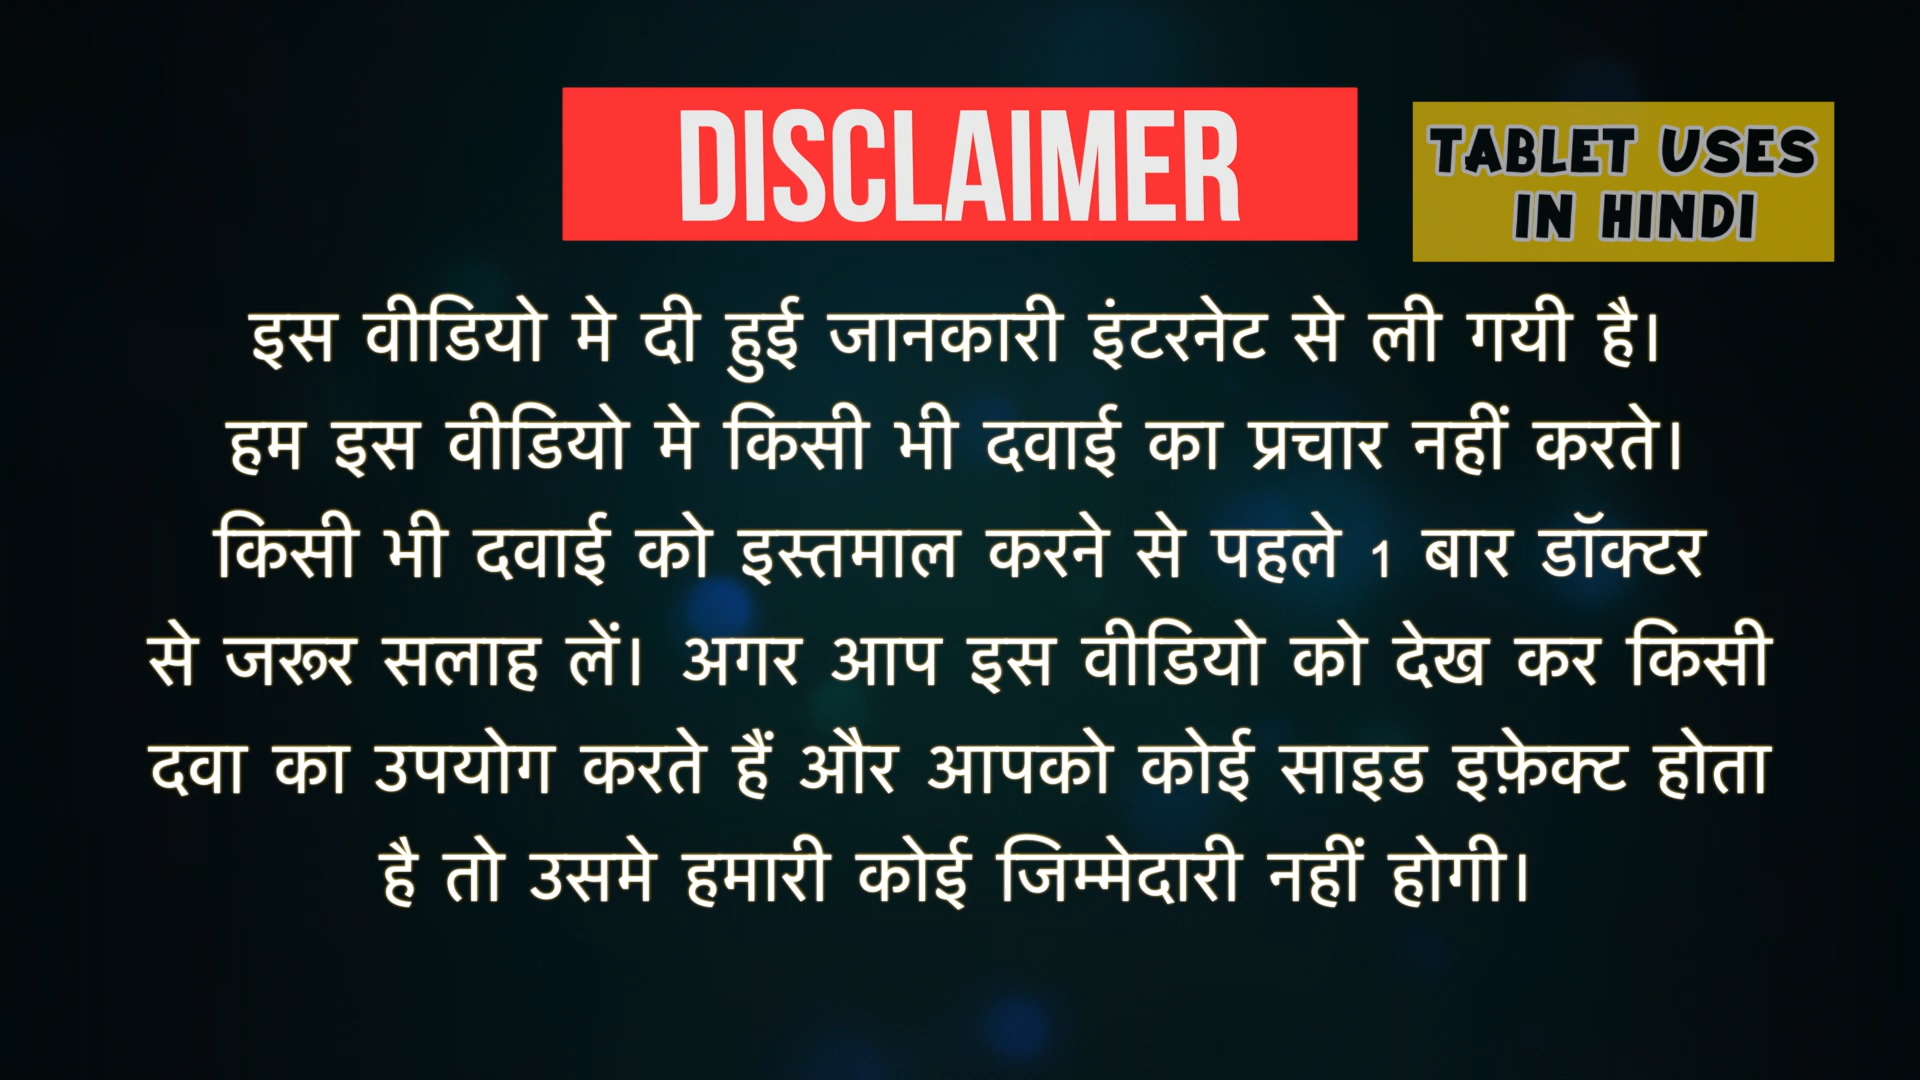 DISCLAIMER
TABLET USES
IN HINDI
इस वीडियो मे दी हुई जानकारी इंटरनेट से ली गयी है।
हम इस वीडियो मे किसी भी दवाई का प्रचार नहीं करते।
किसी भी दवाई को इस्तमाल करने से पहले 1 बार डॉक्टर
से जरूर सलाह लें। अगर आप इस वीडियो को देख कर किसी
दवा का उपयोग करते हैं और आपको कोई साइड इफ़ेक्ट होता
है तो उसमे हमारी कोई जिम्मेदारी नहीं होगी।